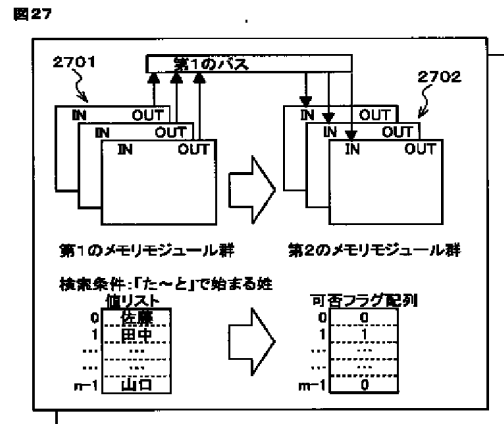 図27
2701
第1のバス
2702
IN OUT
IN OUT
IN OUT
IN OUT
IN OUT
IN OUT
第1のメモリモジュール群
第2のメモリモジュール群
検索条件:「た～と」で始まる姓
値リスト
可否フラグ配列
0 佐藤
0 0
1 田中
1 1
... ...
... ...
m-1 山口
m-1 0